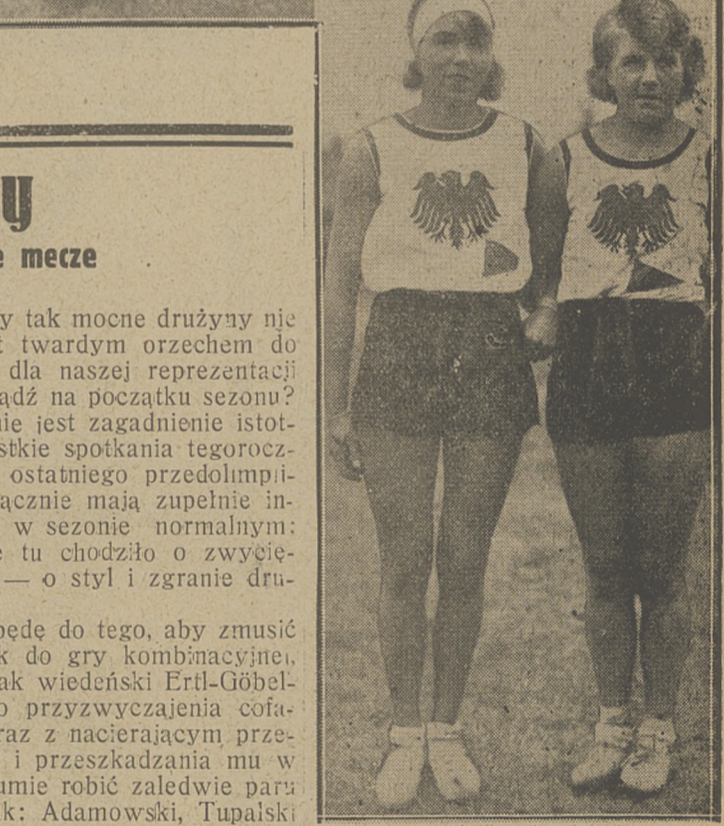 y
e mecze
y tak mocne drużyny nie
t twardym orzechem do
dla naszej reprezentacji
ądź na początku sezonu?
nie jest zagadnienie istot-
stkie spotkania tegorocz-
ostatniego przedolimpij-
ącznie mają zupełnie in-
w sezonie normalnym:
e tu chodziło o zwycię-
— o styl i zgranie dru-
będę do tego, aby zmusić
k do gry kombinacyjnej,
ak wiedeński Ertl-Göbel-
o przyzwyczajenia cofa-
raz z nacierającym prze-
i przeszkadzania mu w
umie robić zaledwie paru
k: Adamowski, Tupalski